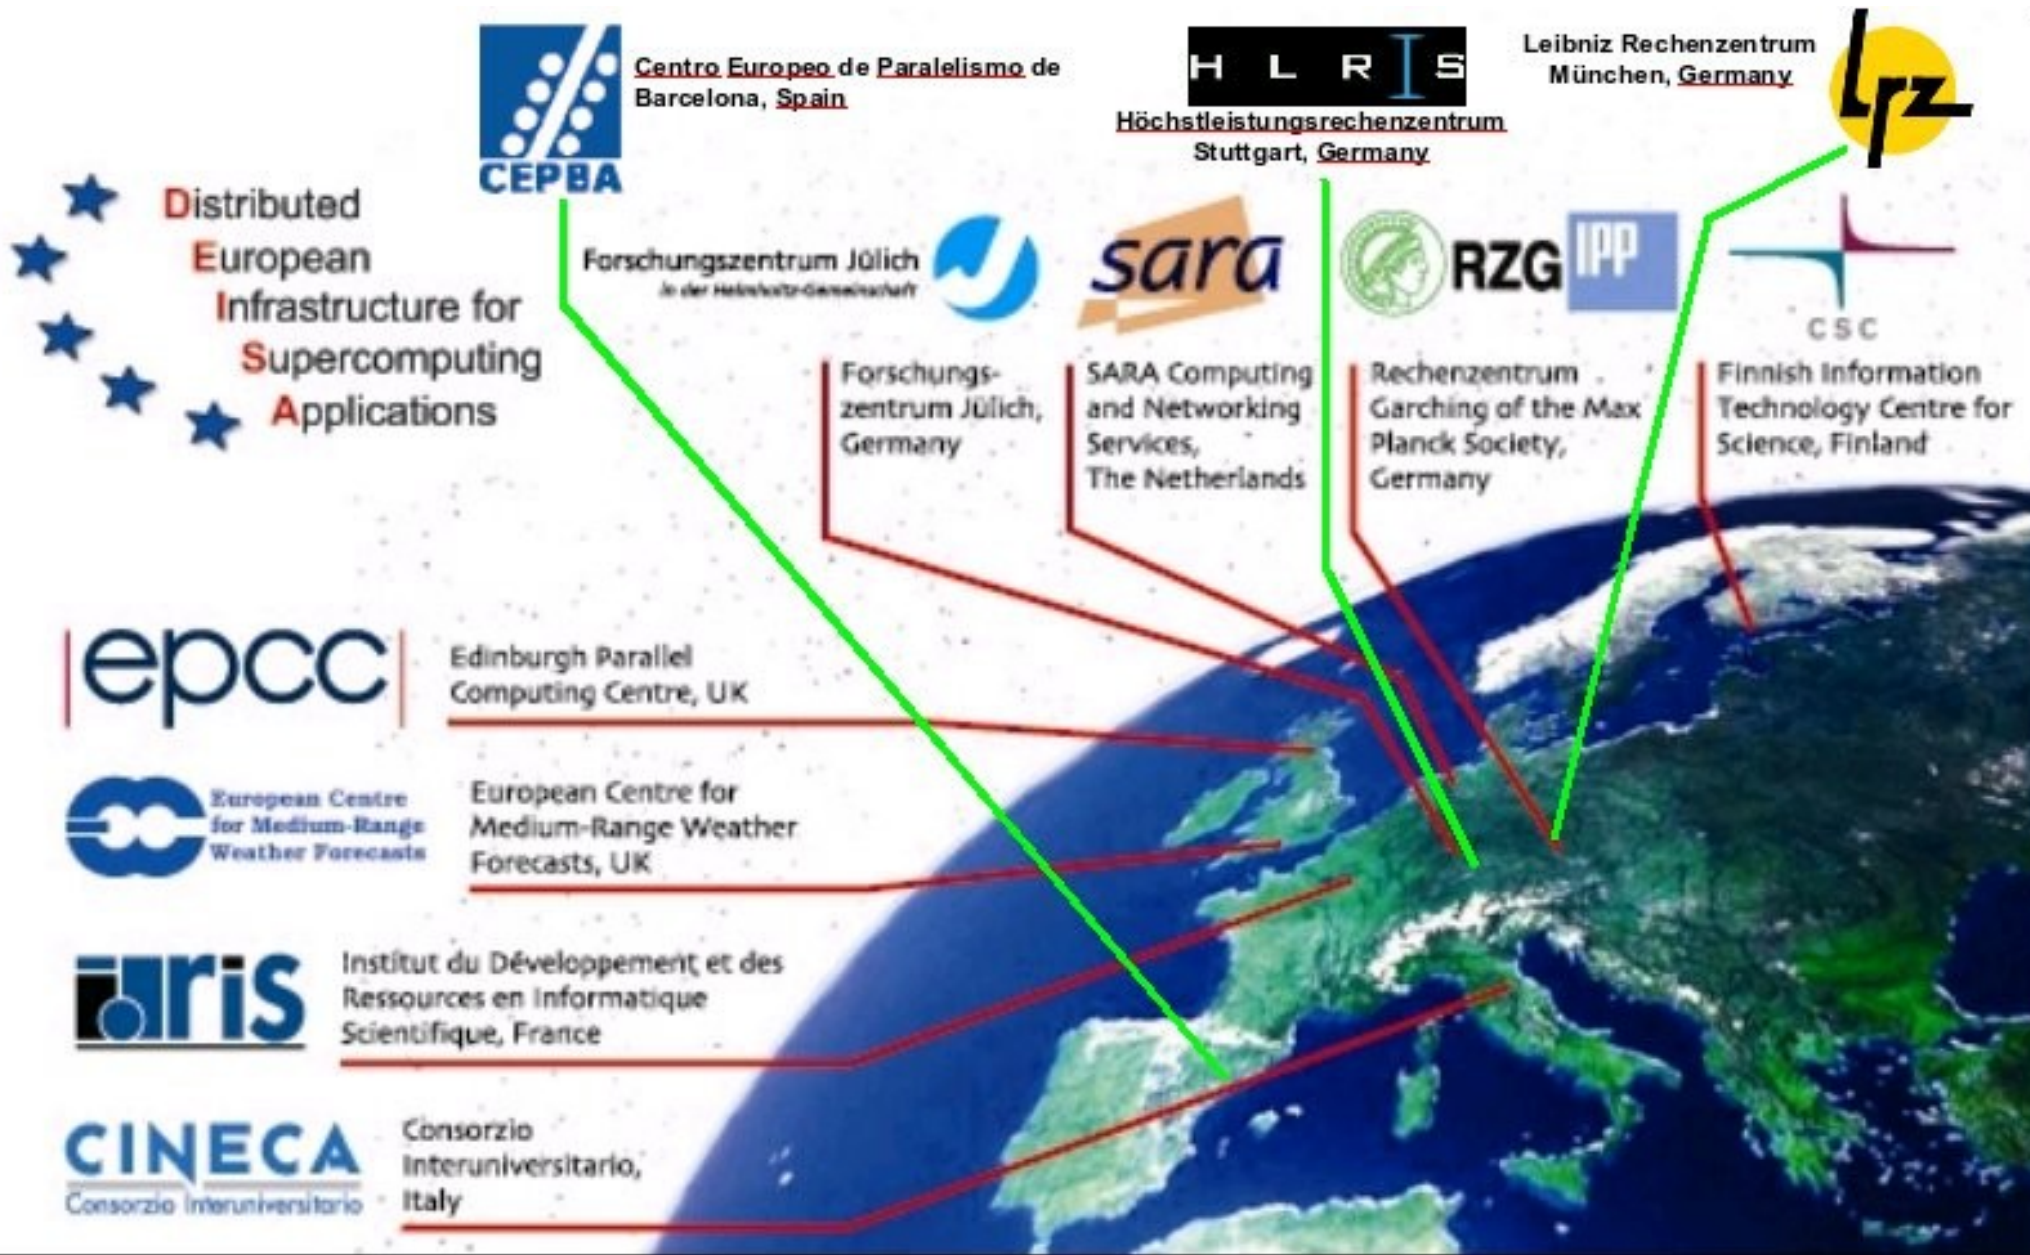 CEPBA
Centro Europeo de Paralelismo de
Barcelona, Spain
H L R I S
Höchstleistungsrechenzentrum
Stuttgart, Germany
Leibniz Rechenzentrum
München, Germany
lrz
Distributed
European
Infrastructure for
Supercomputing
Applications
Forschungszentrum Jülich
in der Helmholtz-Gemeinschaft
sara
RZG
IPP
CSC
Forschungs-
zentrum Jülich,
Germany
SARA Computing
and Networking
Services,
The Netherlands
Rechenzentrum
Garching of the Max
Planck Society,
Germany
Finnish Information
Technology Centre for
Science, Finland
epcc
Edinburgh Parallel
Computing Centre, UK
European Centre
for Medium-Range
Weather Forecasts
European Centre for
Medium-Range Weather
Forecasts, UK
idris
Institut du Développement et des
Ressources en Informatique
Scientifique, France
CINECA
Consorzio Interuniversitario
Consorzio
Interuniversitario,
Italy